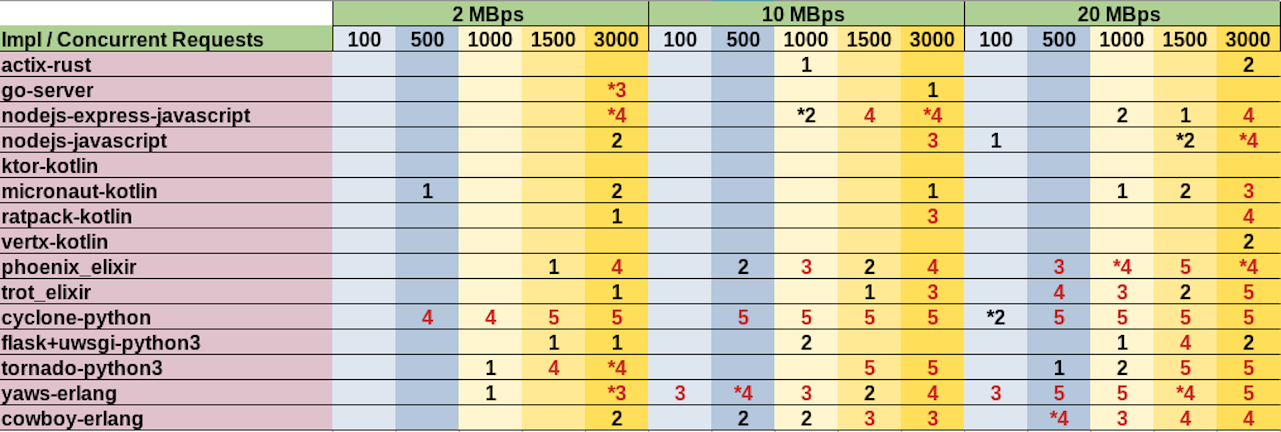 2 MBps 10 MBps 20 MBps
Impl / Concurrent Requests 100 500 1000 1500 3000 100 500 1000 1500 3000 100 500 1000 1500 3000
actix-rust 1 2
go-server *3 1
nodejs-express-javascript *4 *2 4 *4 2 1 4
nodejs-javascript 2 3 1 *2 *4
ktor-kotlin
micronaut-kotlin 1 2 1 1 2 3
ratpack-kotlin 1 3 4
vertx-kotlin 2
phoenix_elixir 1 4 2 3 2 4 3 *4 5 *4
trot_elixir 1 1 3 4 3 2 5
cyclone-python 4 4 5 5 5 5 5 5 *2 5 5 5 5
flask+uwsgi-python3 1 1 2 1 4 2
tornado-python3 1 4 *4 5 5 1 2 5 5
yaws-erlang 1 *3 3 *4 3 2 4 3 5 5 *4 5
cowboy-erlang 2 2 2 3 3 *4 3 4 4